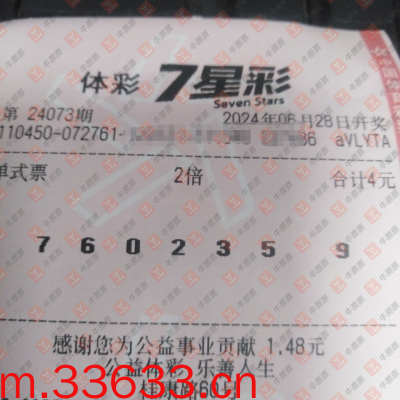 体彩 7星彩
Seven Stars
第 24073期 2024年06月28日开奖
110450-072761- 86 aVLYTA
单式票 2倍 合计4元
7 6 0 2 3 5 9
感谢您为公益事业贡献 1.48元
公益体彩 乐善人生
m.33633.cn